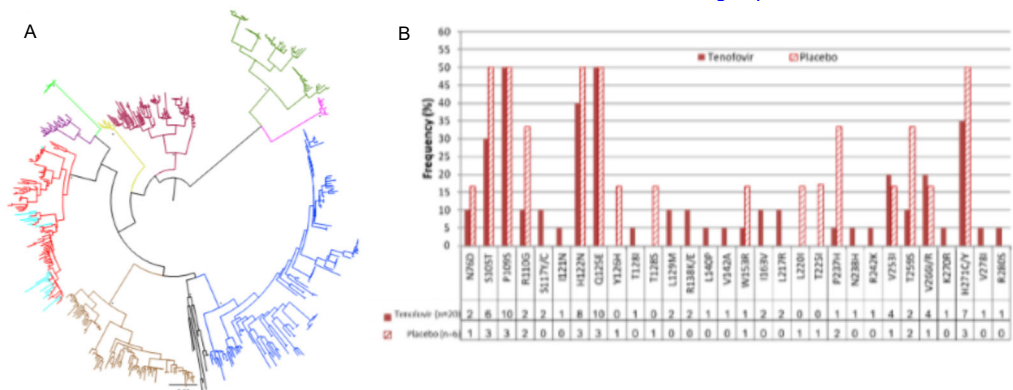 A
B
60
55
50
45
40
35
30
25
20
15
10
5
0
Frequency (%)
Tenofovir Placebo
N76D S105T P109S R110G S117Y/C I121N H122N Q125E Y126H T128I T128S L129M R138K/E L140P V142A W153R I163V L217R L220I T225I P237H N238H R242K V253I T259S V266I/R K270R H271C/Y V278I R280S
Tenofovir (n=20) 2 6 10 2 2 1 8 10 0 1 0 2 2 1 1 1 2 2 0 0 1 1 1 4 2 4 1 7 1 1
Placebo (n=6) 1 3 3 2 0 0 3 3 1 0 1 0 0 0 0 1 0 0 1 1 2 0 0 1 2 1 0 3 0 0